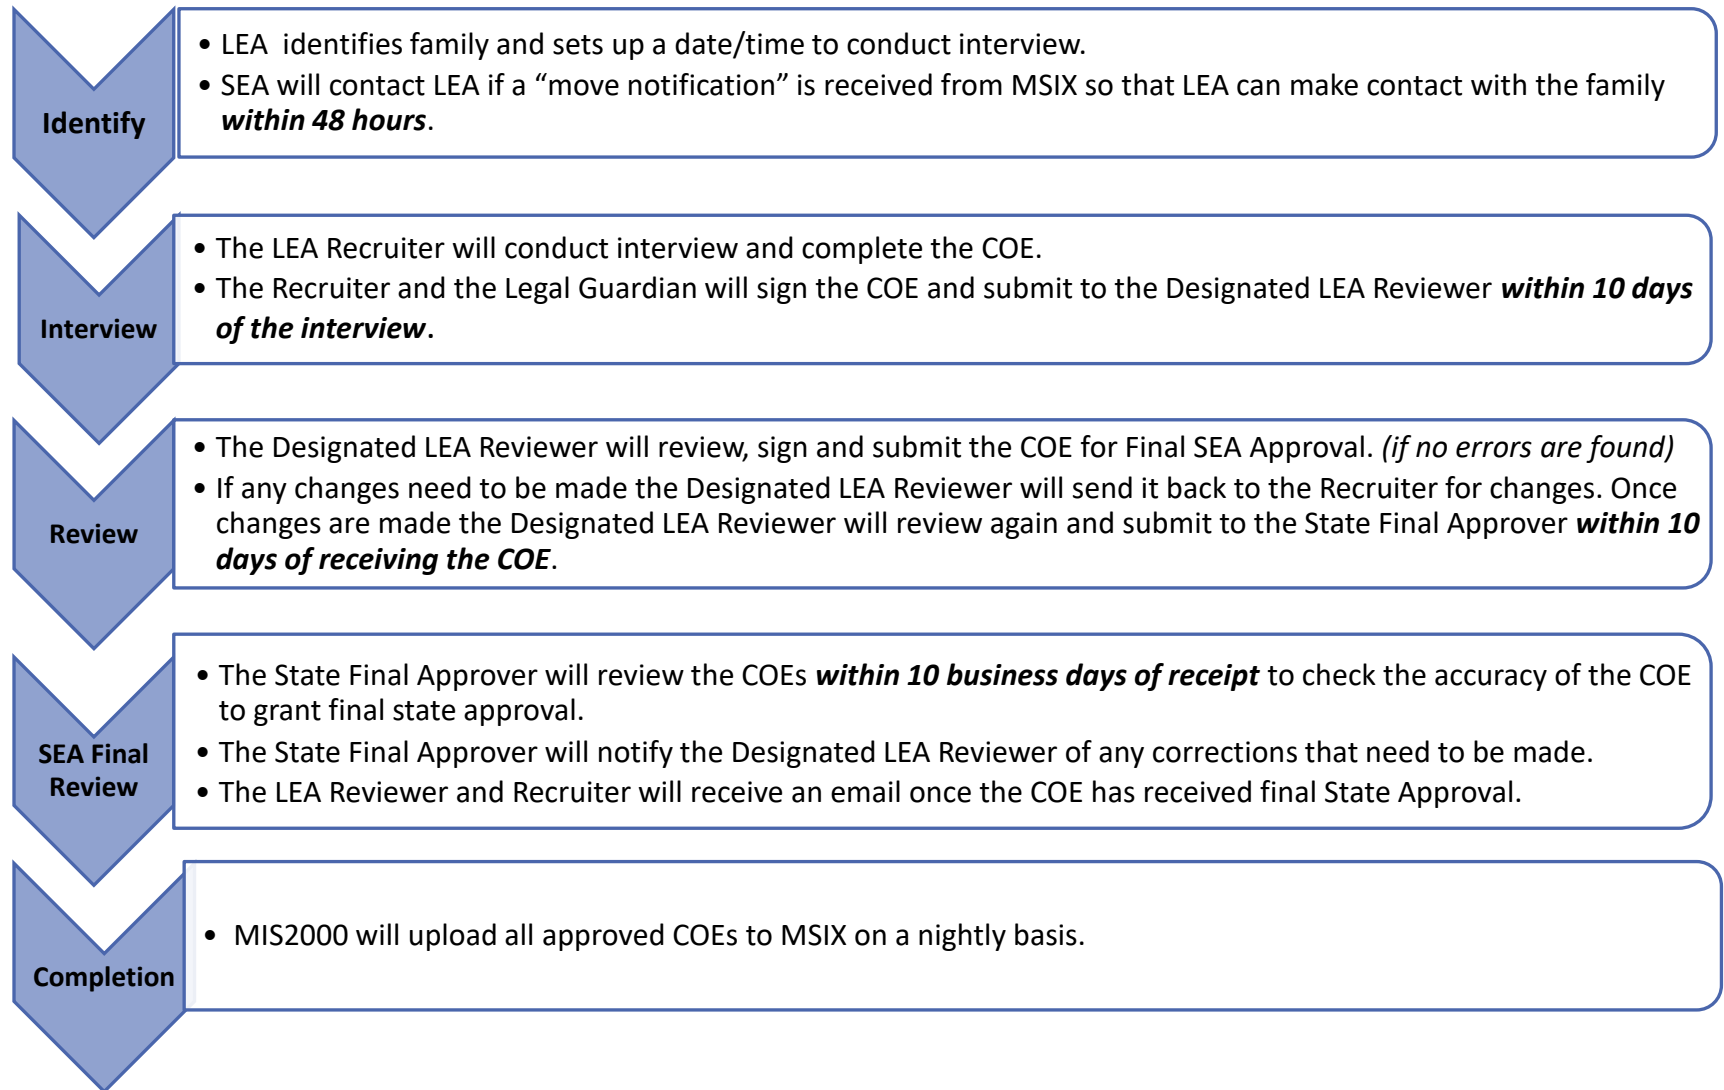 Identify
• LEA  identifies family and sets up a date/time to conduct interview.
• SEA will contact LEA if a “move notification” is received from MSIX so that LEA can make contact with the family
within 48 hours.
Interview
• The LEA Recruiter will conduct interview and complete the COE.
• The Recruiter and the Legal Guardian will sign the COE and submit to the Designated LEA Reviewer within 10 days
of the interview.
Review
• The Designated LEA Reviewer will review, sign and submit the COE for Final SEA Approval. (if no errors are found)
• If any changes need to be made the Designated LEA Reviewer will send it back to the Recruiter for changes. Once
changes are made the Designated LEA Reviewer will review again and submit to the State Final Approver within 10
days of receiving the COE.
SEA Final
Review
• The State Final Approver will review the COEs within 10 business days of receipt to check the accuracy of the COE
to grant final state approval.
• The State Final Approver will notify the Designated LEA Reviewer of any corrections that need to be made.
• The LEA Reviewer and Recruiter will receive an email once the COE has received final State Approval.
Completion
• MIS2000 will upload all approved COEs to MSIX on a nightly basis.